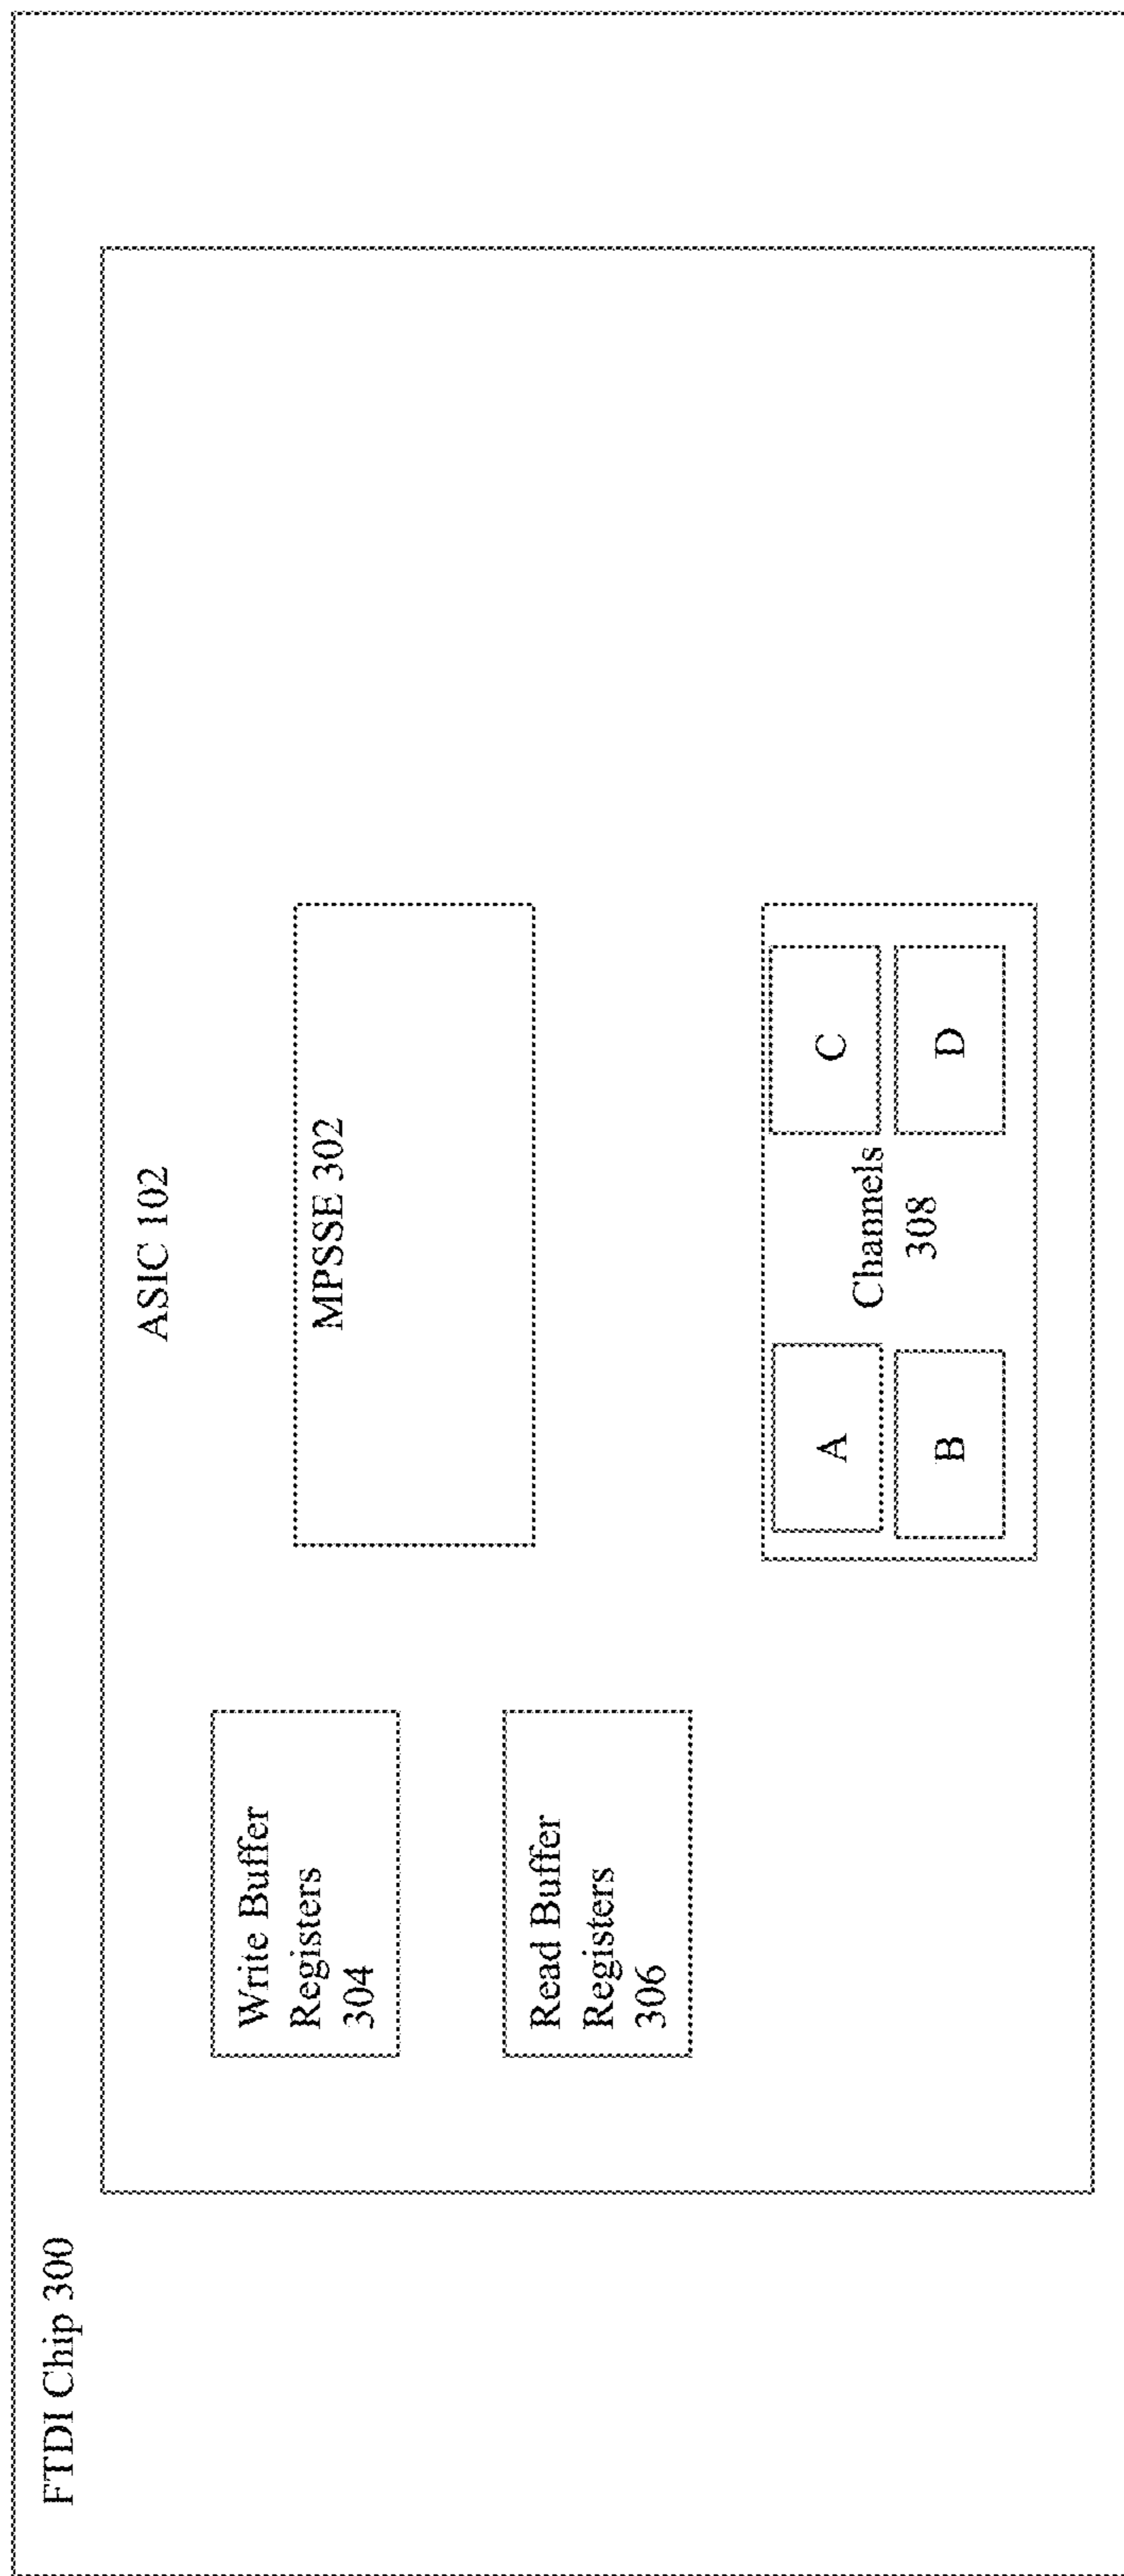 FTDI Chip 300
ASIC 102
Write Buffer
Registers
304
MPSSE 302
Read Buffer
Registers
306
A
C
Channels
308
B
D